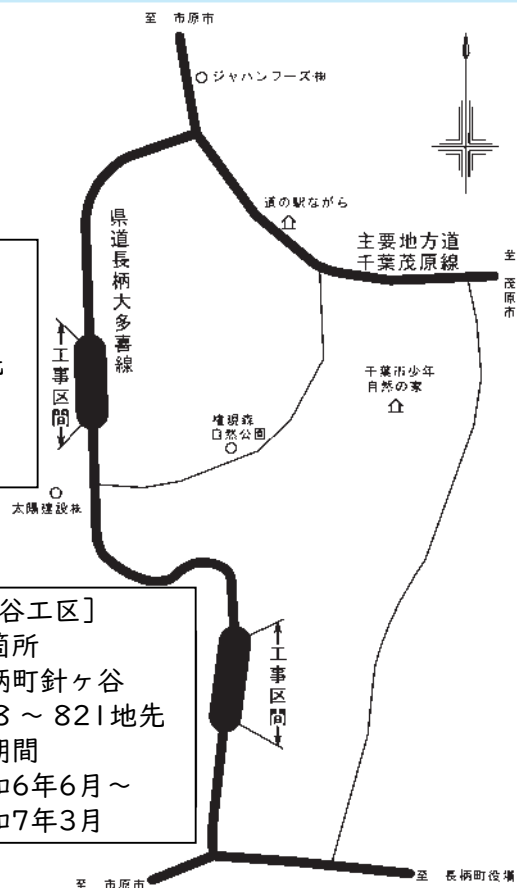 至 市原市
ジャパンフーズ㈱
道の駅ながら
主要地方道
千葉茂原線
至 茂原市
県道長柄大多喜線
工事区間
千葉市少年
自然の家
権現森
自然公園
太陽建設㈱
谷工区]
箇所
柄町針ヶ谷
8～821地先
期間
和6年6月～
和7年3月
工事区間
至 市原市
至 長柄町役場